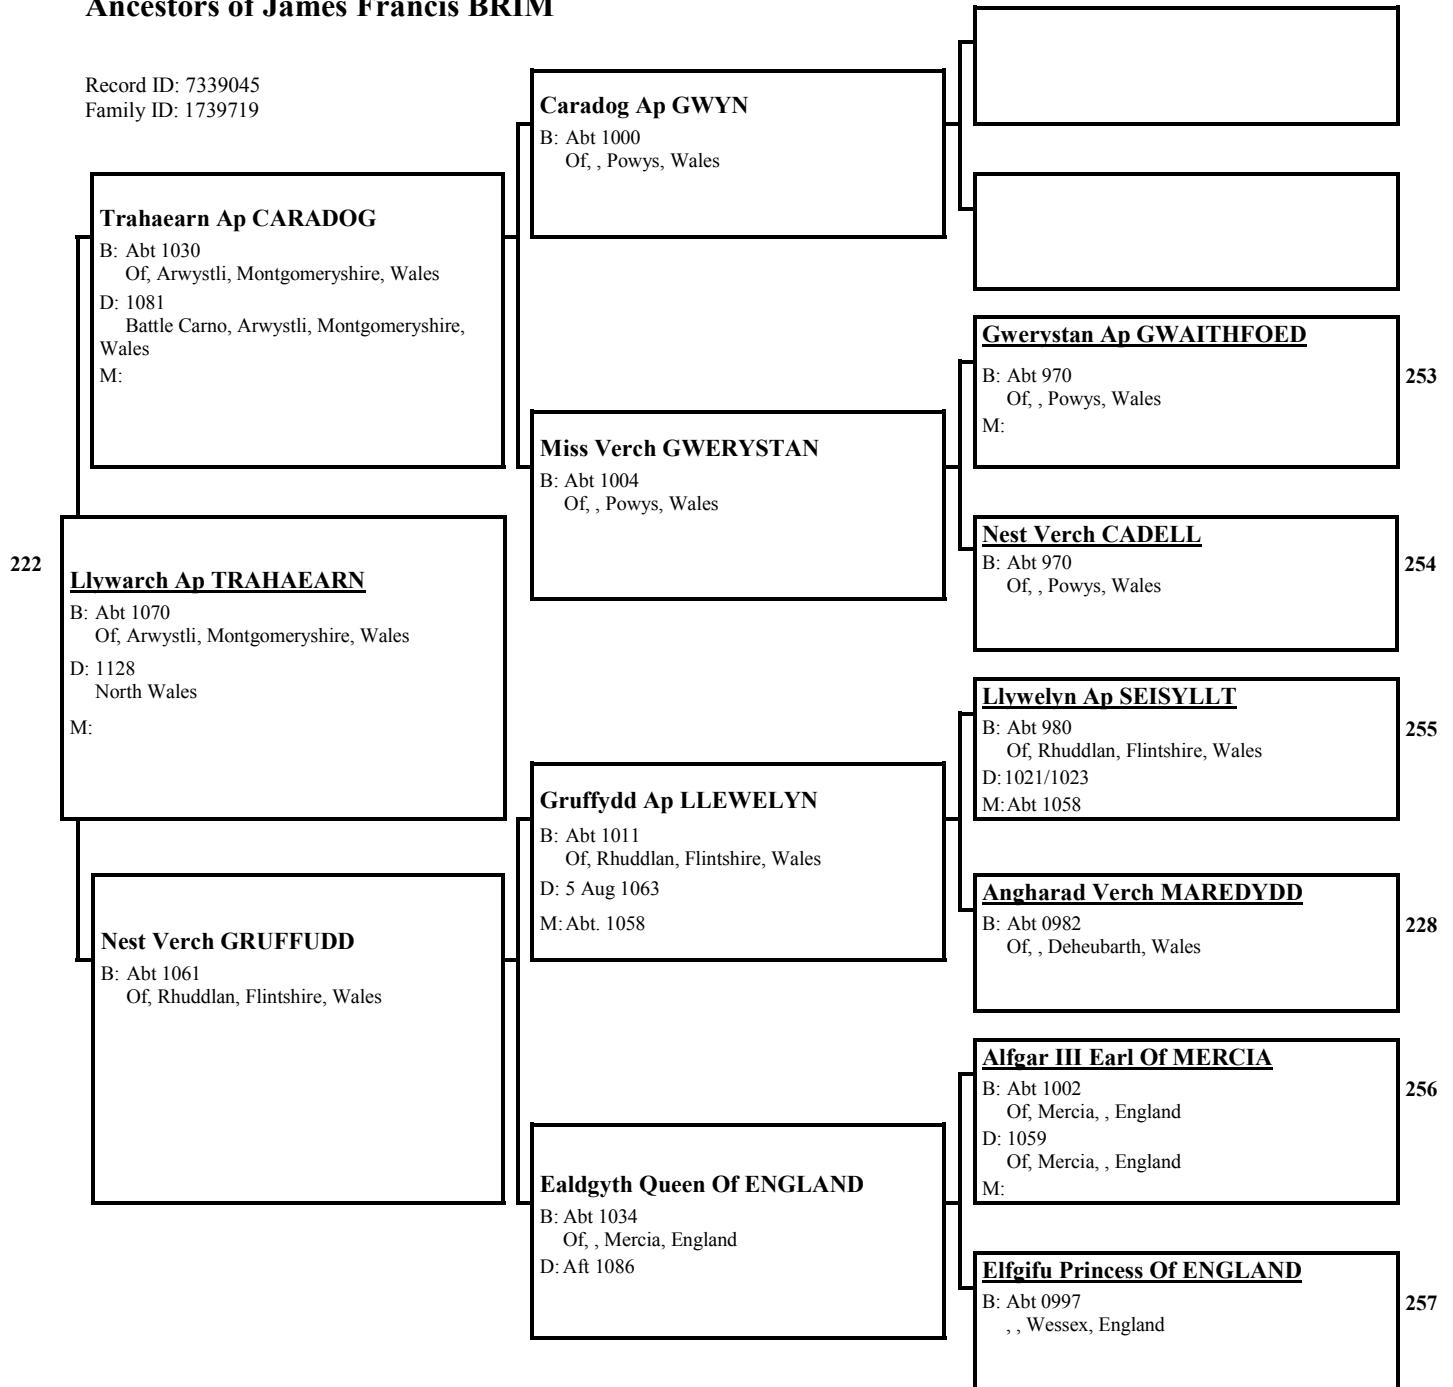 Ancestors of James Francis BRIM
Record ID: 7339045
Family ID: 1739719
Caradog Ap GWYN
B: Abt 1000
Of, , Powys, Wales
Trahaearn Ap CARADOG
B: Abt 1030
Of, Arwystli, Montgomeryshire, Wales
D: 1081
Battle Carno, Arwystli, Montgomeryshire,
Wales
M:
Gwerystan Ap GWAITHFOED
B: Abt 970
Of, , Powys, Wales
M:
253
Miss Verch GWERYSTAN
B: Abt 1004
Of, , Powys, Wales
Nest Verch CADELL
B: Abt 970
Of, , Powys, Wales
254
222
Llywarch Ap TRAHAEARN
B: Abt 1070
Of, Arwystli, Montgomeryshire, Wales
D: 1128
North Wales
M:
Llywelyn Ap SEISYLLT
B: Abt 980
Of, Rhuddlan, Flintshire, Wales
D: 1021/1023
M: Abt 1058
255
Gruffydd Ap LLEWELYN
B: Abt 1011
Of, Rhuddlan, Flintshire, Wales
D: 5 Aug 1063
M: Abt. 1058
Angharad Verch MAREDYDD
B: Abt 0982
Of, , Deheubarth, Wales
228
Nest Verch GRUFFUDD
B: Abt 1061
Of, Rhuddlan, Flintshire, Wales
Alfgar III Earl Of MERCIA
B: Abt 1002
Of, Mercia, , England
D: 1059
Of, Mercia, , England
M:
256
Ealdgyth Queen Of ENGLAND
B: Abt 1034
Of, , Mercia, England
D: Aft 1086
Elfgifu Princess Of ENGLAND
B: Abt 0997
, , Wessex, England
257